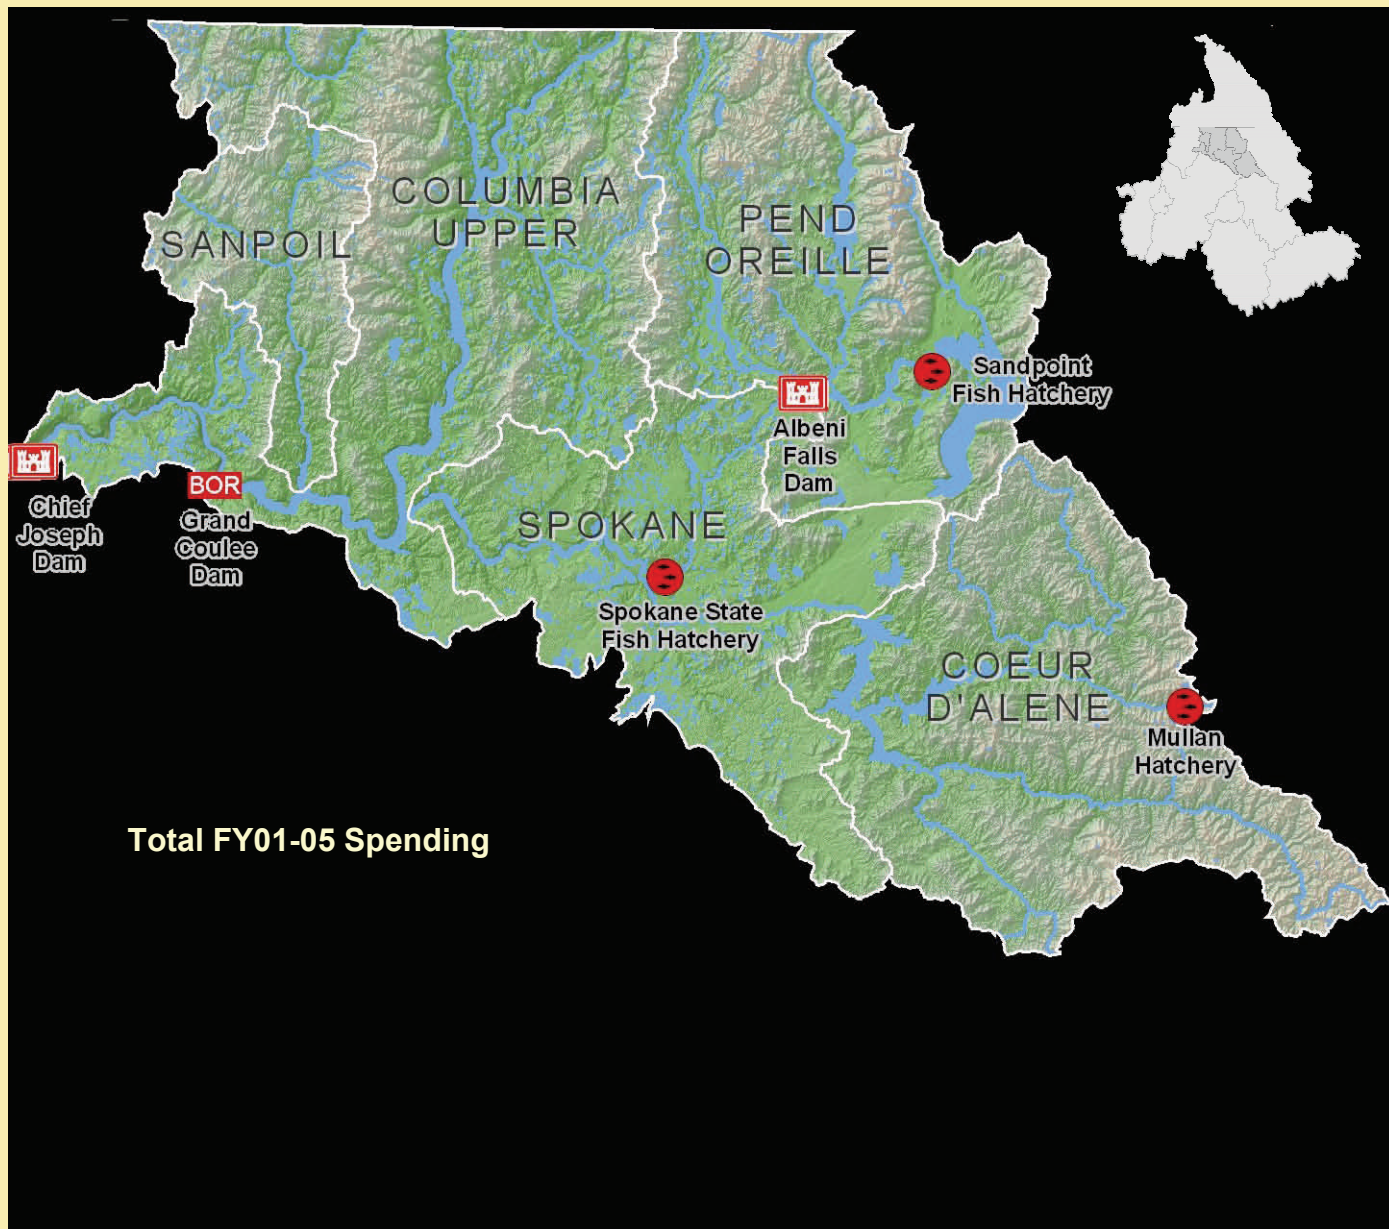 COLUMBIA
UPPER
PEND
OREILLE
SANPOIL
Sandpoint
Fish Hatchery
Albeni
Falls
Dam
BOR
Chief
Joseph
Dam
Grand
Coulee
Dam
SPOKANE
Spokane State
Fish Hatchery
COEUR
D'ALENE
Mullan
Hatchery
Total FY01-05 Spending